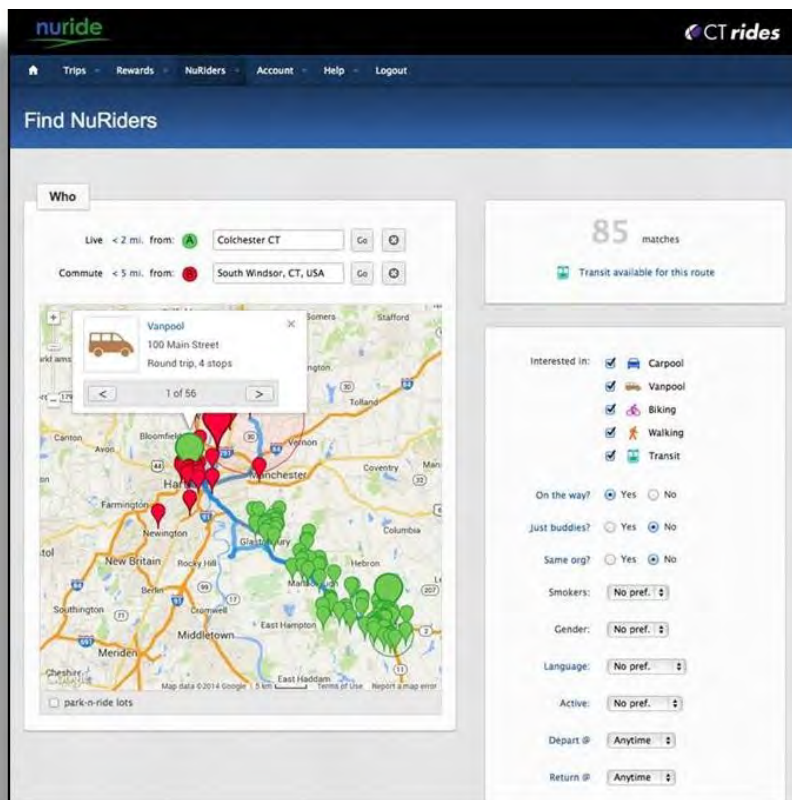 nuride
CT rides
Trips Rewards NuRiders Account Help Logout
Find NuRiders
Who
Live < 2 mi. from: A Colchester CT Go
Commute < 5 mi. from: South Windsor, CT, USA Go
85 matches
Transit available for this route
Vanpool
100 Main Street
Round trip, 4 stops
< 1 of 56 >
Somers Stafford
Tolland
Canton
Avon
Bloomfield
Vernon
Manchester
Coventry
Farmington
Newington
Columbia
New Britain
Rocky Hill
Hebron
Berlin
Southington
Cromwell
East Hampton
Middletown
Meriden
Cheshire
East Haddam
Map data ©2014 Google 5 km Terms of Use Report a map error
park-n-ride lots
Interested in: Carpool
Vanpool
Biking
Walking
Transit
On the way? Yes No
Just buddies? Yes No
Same org? Yes No
Smokers: No pref.
Gender: No pref.
Language: No pref.
Active: No pref.
Depart @ Anytime
Return @ Anytime